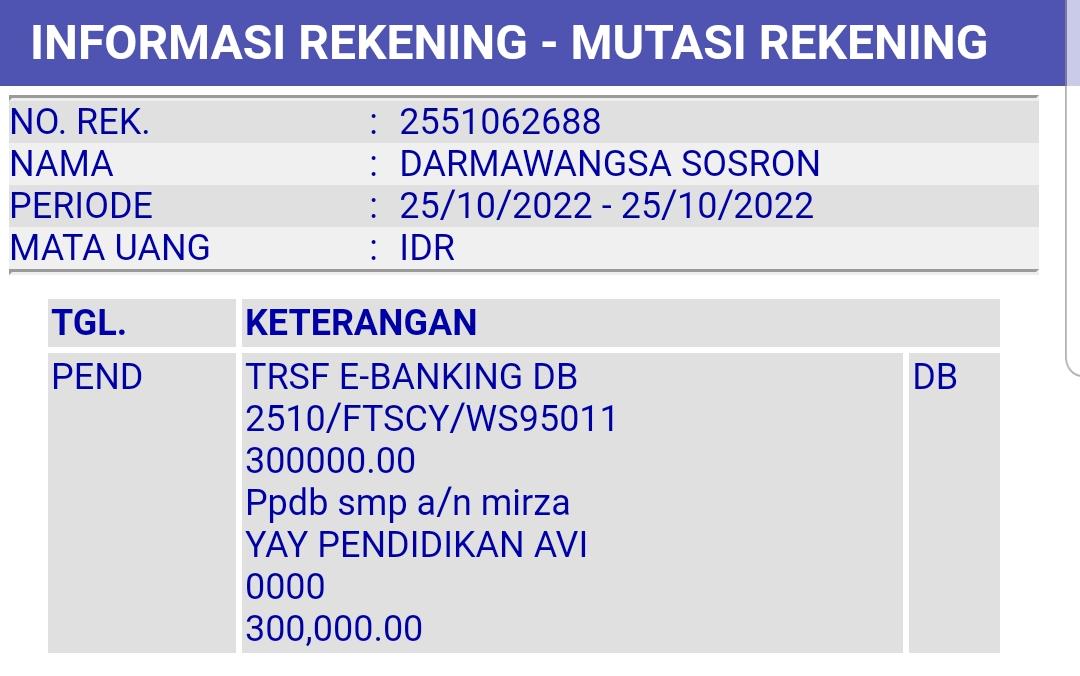 INFORMASI REKENING - MUTASI REKENING
NO. REK. : 2551062688
NAMA : DARMAWANGSA SOSRON
PERIODE : 25/10/2022 - 25/10/2022
MATA UANG : IDR
TGL. KETERANGAN
PEND TRSF E-BANKING DB DB
2510/FTSCY/WS95011
300000.00
Ppdb smp a/n mirza
YAY PENDIDIKAN AVI
0000
300,000.00